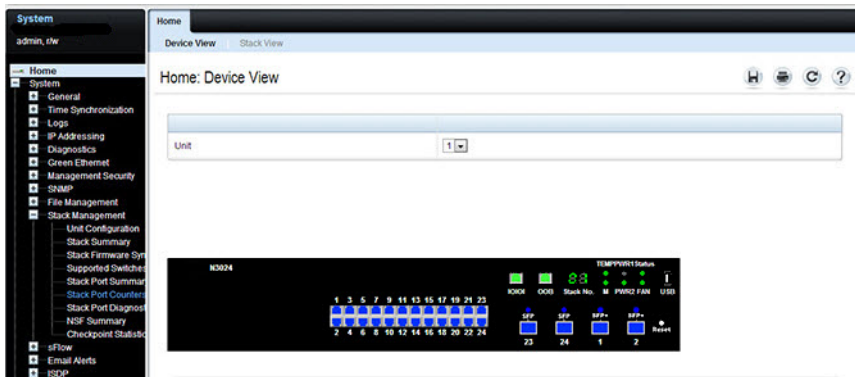 System
admin, r/w
Home
System
General
Time Synchronization
Logs
IP Addressing
Diagnostics
Green Ethernet
Management Security
SNMP
File Management
Stack Management
Unit Configuration
Stack Summary
Stack Firmware Syn
Supported Switches
Stack Port Summar
Stack Port Counters
Stack Port Diagnost
NSF Summary
Checkpoint Statistic
sFlow
Email Alerts
ISDP
Home
Device View Stack View
Home: Device View
Unit 1
N3024
TEMP PWR1 Status
IOIOI OOB Stack No. M PWR2 FAN USB
1 3 5 7 9 11 13 15 17 19 21 23
2 4 6 8 10 12 14 16 18 20 22 24
SFP SFP SFP+ SFP+
Reset
23 24 1 2